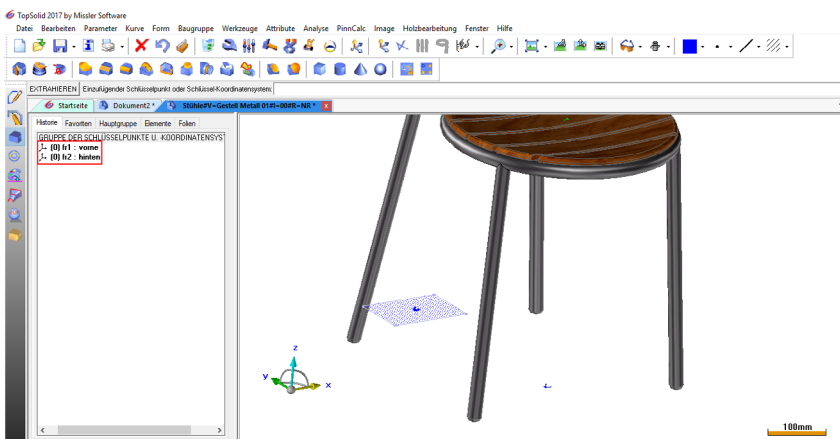 TopSolid 2017 by Missler Software
Datei Bearbeiten Parameter Kurve Form Baugruppe Werkzeuge Attribute Analyse PinnCalc Image Holzbearbeitung Fenster Hilfe
EXTRAHIEREN Einzufügender Schlüsselpunkt oder Schlüssel-Koordinatensystem:
Startseite Dokument2 * Stühle#V=Gestell Metall 01#I=00#R=NIL * x
Historie Favoriten Hauptgruppe Elemente Folien
GRUPPE DER SCHLÜSSELPUNKTE U. -KOORDINATENSYST
(0) fr1 : vorne
(0) fr2 : hinten
z
y
x
100mm